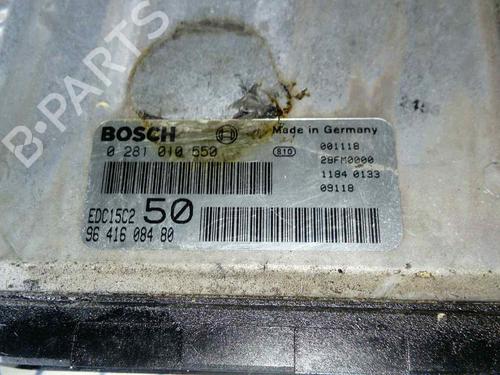 B-PARTS
BOSCH
Made in Germany
0 281 010 550
810
001118
28FM0000
1184 0133
09118
EDC15C2 50
96 416 084 80